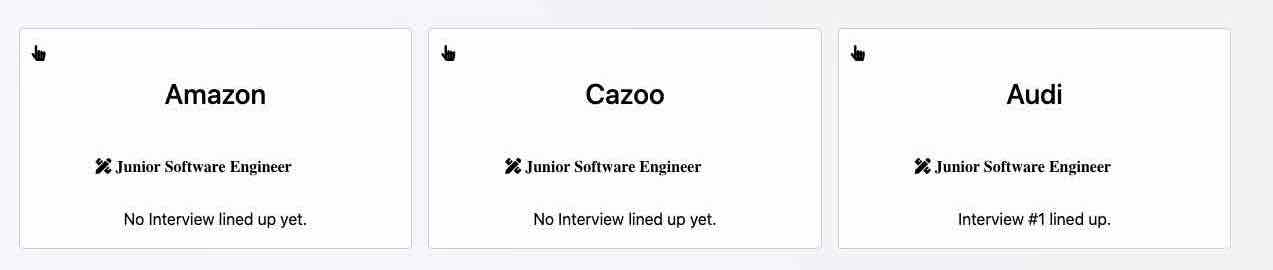 Amazon
Junior Software Engineer
No Interview lined up yet.
Cazoo
Junior Software Engineer
No Interview lined up yet.
Audi
Junior Software Engineer
Interview #1 lined up.